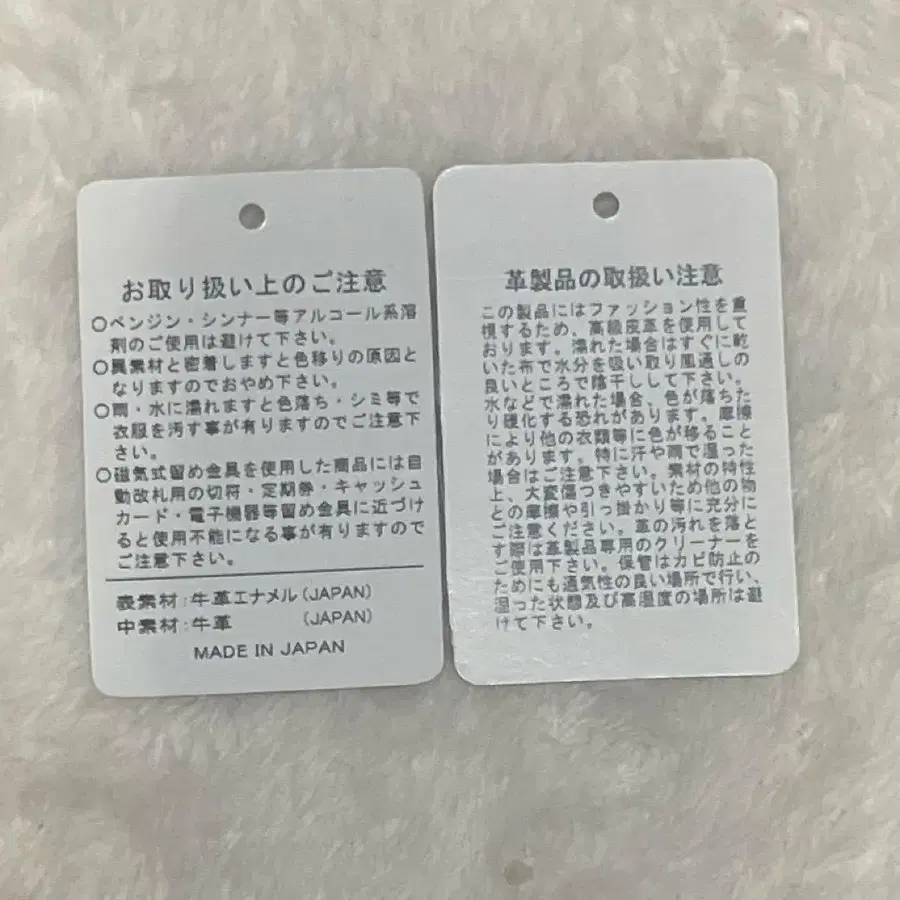 お取り扱い上のご注意
○ベンジン・シンナー等アルコール系溶
剤のご使用は避けて下さい。
○異素材と密着しますと色移りの原因と
なりますのでおやめ下さい。
○雨・水に濡れますと色落ち・シミ等で
衣服を汚す事が有りますのでご注意下
さい。
○磁気式留め金具を使用した商品には自
動改札用の切符・定期券・キャッシュ
カード・電子機器等留め金具に近づけ
ると使用不能になる事が有りますので
ご注意下さい。
表素材:牛革エナメル(JAPAN)
中素材:牛革 (JAPAN)
MADE IN JAPAN
革製品の取扱い注意
この製品にはファッション性を重
視するため、高級皮革を使用して
おります。濡れた場合はすぐに乾
いた布で水分を吸い取り風通しの
良いところで陰干しして下さい。
水などで濡れた場合、色が落ちた
り硬化する恐れがあります。摩擦
により他の衣類等に色が移ること
があります。特に汗や雨で湿った
場合はご注意下さい。素材の特性
上、大変傷つきやすいため他の物
との摩擦や引っ掛かり等に充分に
ご注意ください。革の汚れを落と
す際は革製品専用のクリーナーを
ご使用下さい。保管はカビ防止の
ためにも通気性の良い場所で行い、
湿った状態及び高温度の場所は避
けて下さい。